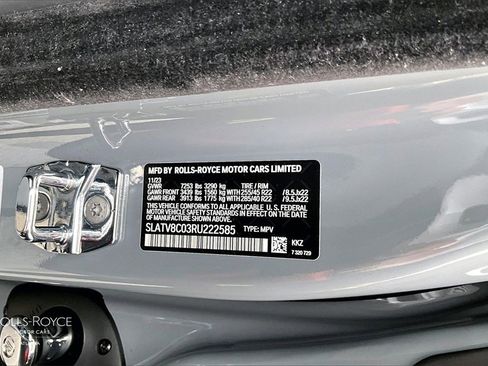 MFD BY ROLLS-ROYCE MOTOR CARS LIMITED
11/23
GVWR 7253 lbs 3290 kg TIRE / RIM
GAWR FRONT 3439 lbs 1560 kg WITH 255/45 R22 / 8.5Jx22
GAWR REAR 3913 lbs 1775 kg WITH 285/40 R22 / 9.5Jx22
THIS VEHICLE CONFORMS TO ALL APPLICABLE U.S. FEDERAL
MOTOR VEHICLE SAFETY STANDARDS IN EFFECT ON THE
DATE OF MANUFACTURE SHOWN ABOVE.
SLATV8C03RU222585 TYPE: MPV
KKZ
7 320 729
ROLLS-ROYCE
MOTOR CARS